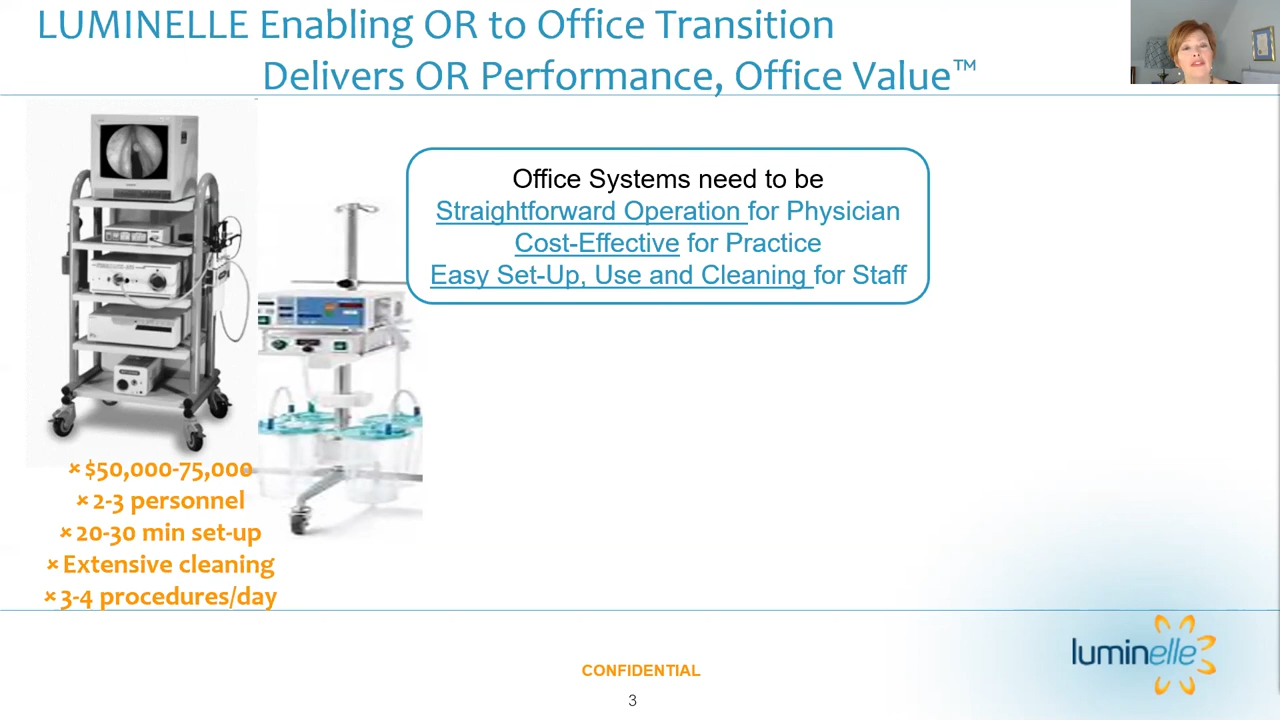 LUMINELLE Enabling OR to Office Transition
Delivers OR Performance, Office Value™
Office Systems need to be
Straightforward Operation for Physician
Cost-Effective for Practice
Easy Set-Up, Use and Cleaning for Staff
× $50,000-75,000
× 2-3 personnel
× 20-30 min set-up
× Extensive cleaning
× 3-4 procedures/day
luminelle
CONFIDENTIAL
3